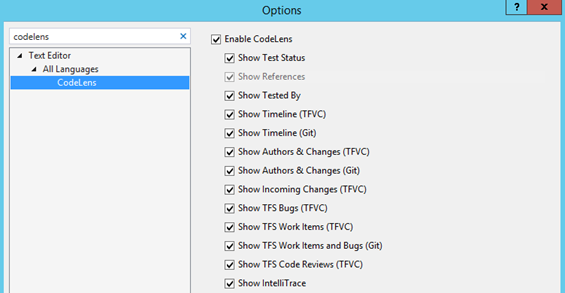 Options
?
x
codelens
Text Editor
All Languages
CodeLens
Enable CodeLens
Show Test Status
Show References
Show Tested By
Show Timeline (TFVC)
Show Timeline (Git)
Show Authors & Changes (TFVC)
Show Authors & Changes (Git)
Show Incoming Changes (TFVC)
Show TFS Bugs (TFVC)
Show TFS Work Items (TFVC)
Show TFS Work Items and Bugs (Git)
Show TFS Code Reviews (TFVC)
Show IntelliTrace